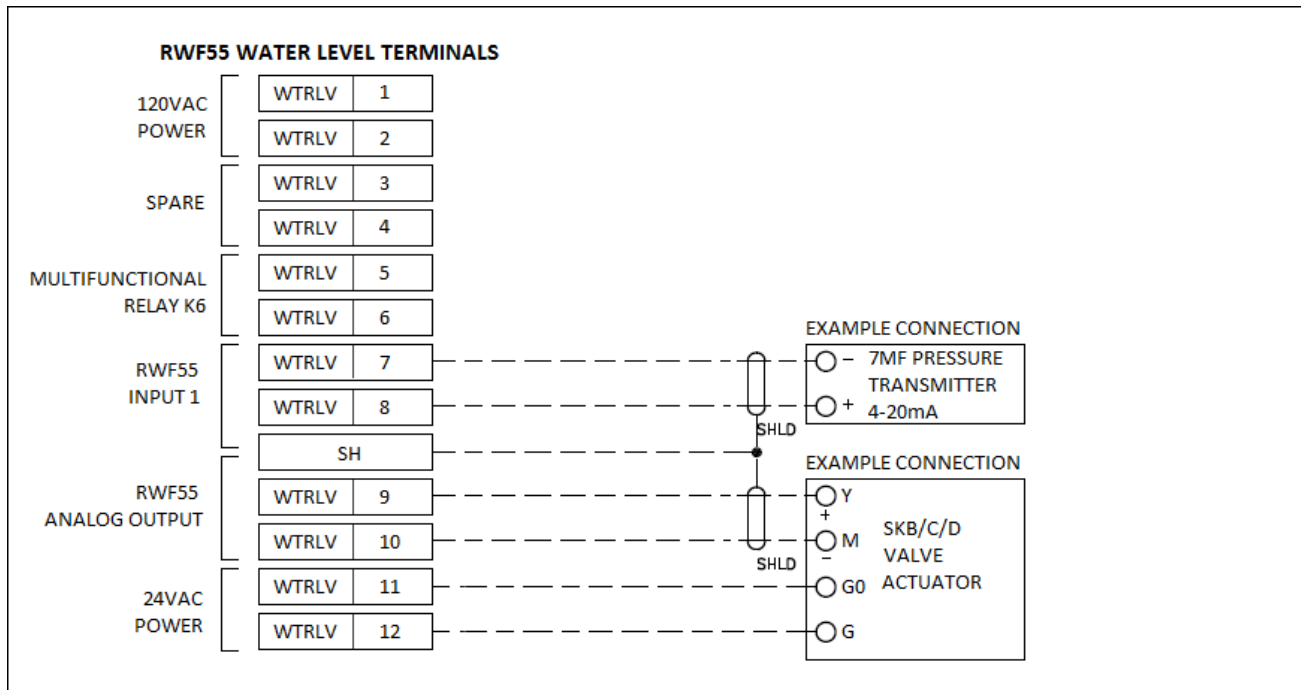 RWF55 WATER LEVEL TERMINALS
120VAC
POWER
WTRLV 1
WTRLV 2
SPARE
WTRLV 3
WTRLV 4
MULTIFUNCTIONAL
RELAY K6
WTRLV 5
WTRLV 6
RWF55
INPUT 1
WTRLV 7
WTRLV 8
SH
RWF55
ANALOG OUTPUT
WTRLV 9
WTRLV 10
24VAC
POWER
WTRLV 11
WTRLV 12
EXAMPLE CONNECTION
− 7MF PRESSURE
TRANSMITTER
+ 4-20mA
SHLD
EXAMPLE CONNECTION
Y
+
M
−
SKB/C/D
VALVE
ACTUATOR
G0
G
SHLD